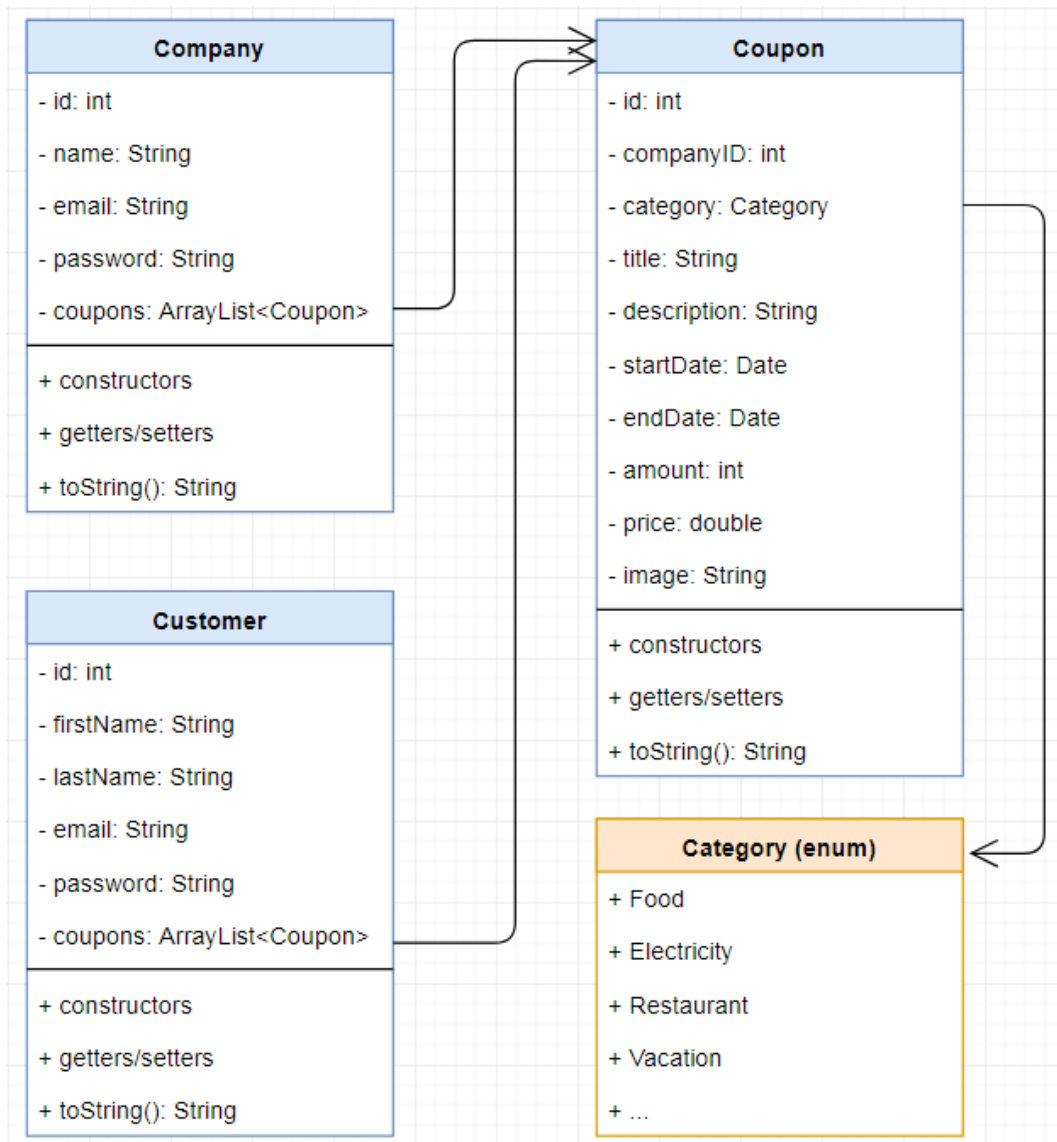 Company
- id: int
- name: String
- email: String
- password: String
- coupons: ArrayList<Coupon>
+ constructors
+ getters/setters
+ toString(): String
Customer
- id: int
- firstName: String
- lastName: String
- email: String
- password: String
- coupons: ArrayList<Coupon>
+ constructors
+ getters/setters
+ toString(): String
Coupon
- id: int
- companyID: int
- category: Category
- title: String
- description: String
- startDate: Date
- endDate: Date
- amount: int
- price: double
- image: String
+ constructors
+ getters/setters
+ toString(): String
Category (enum)
+ Food
+ Electricity
+ Restaurant
+ Vacation
+ ...